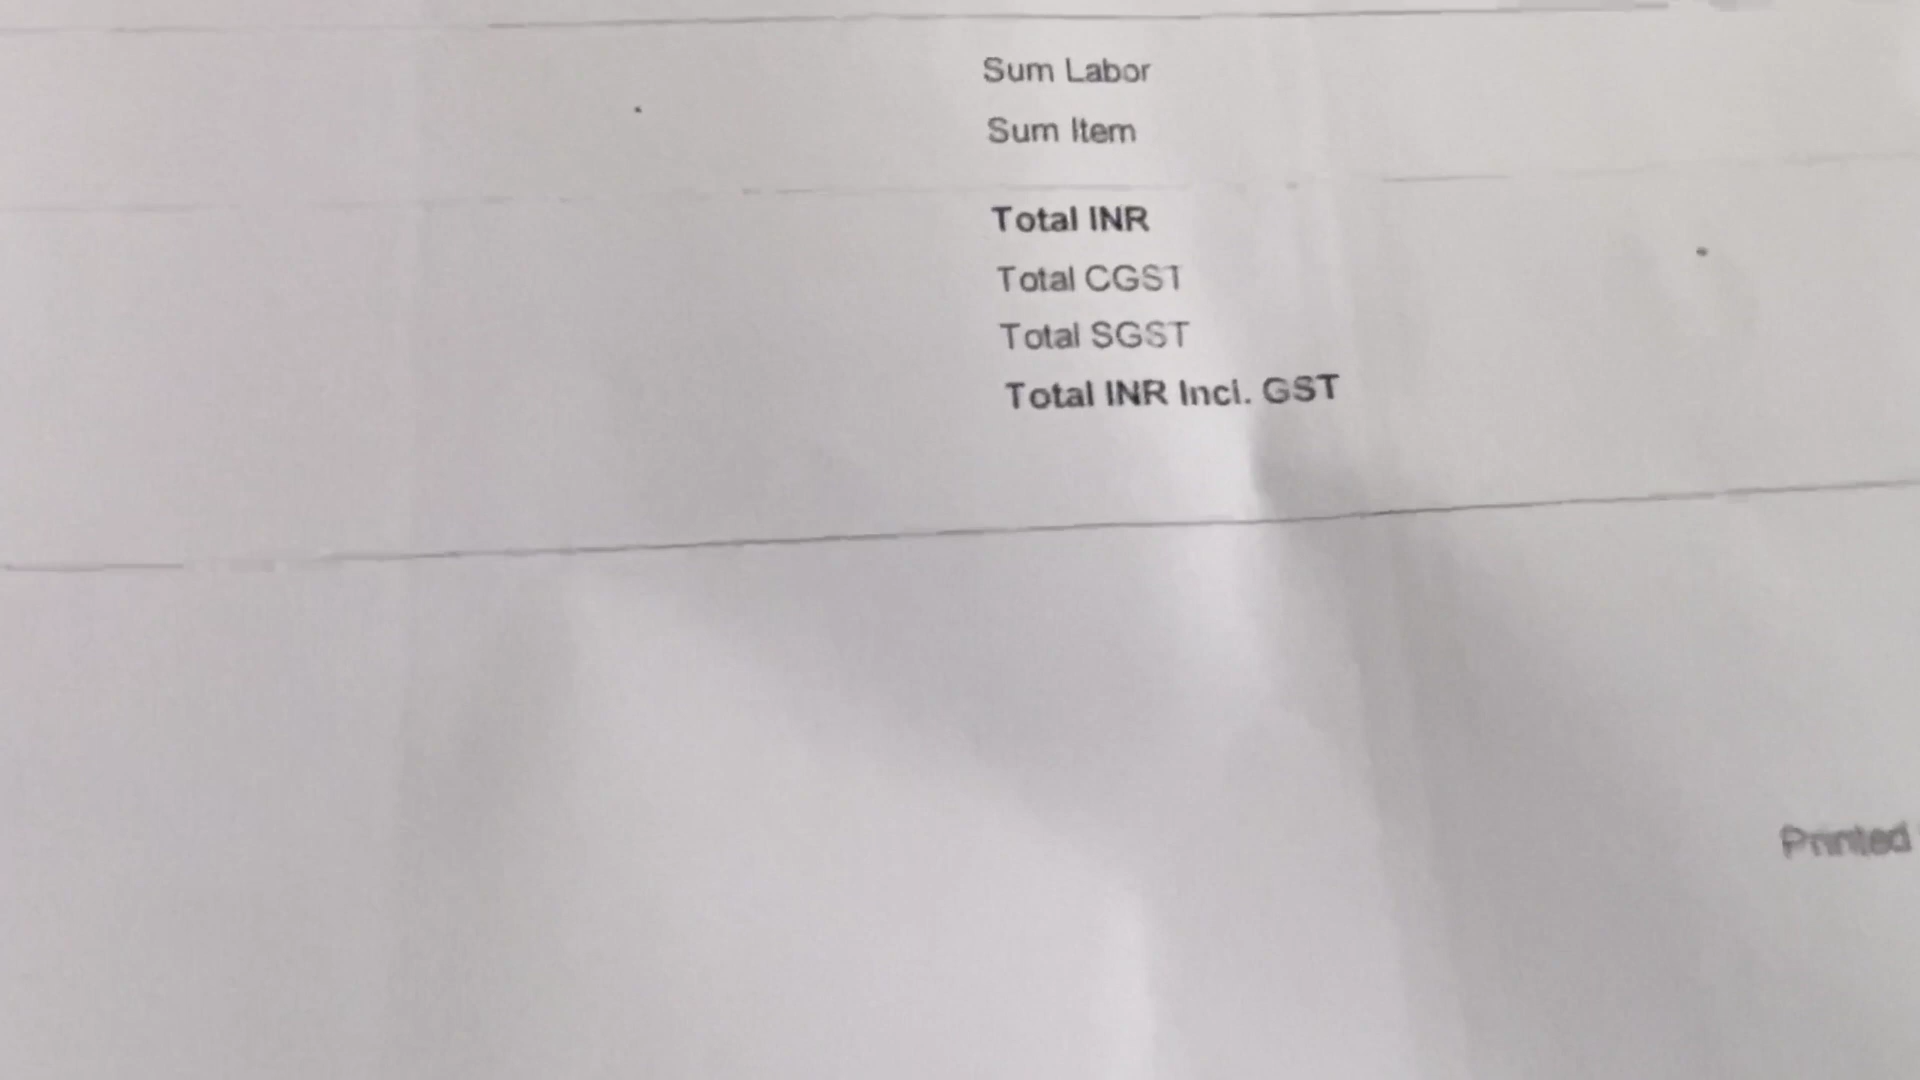 Sum Labor
Sum Item
Total INR
Total CGST
Total SGST
Total INR Incl. GST
Printed